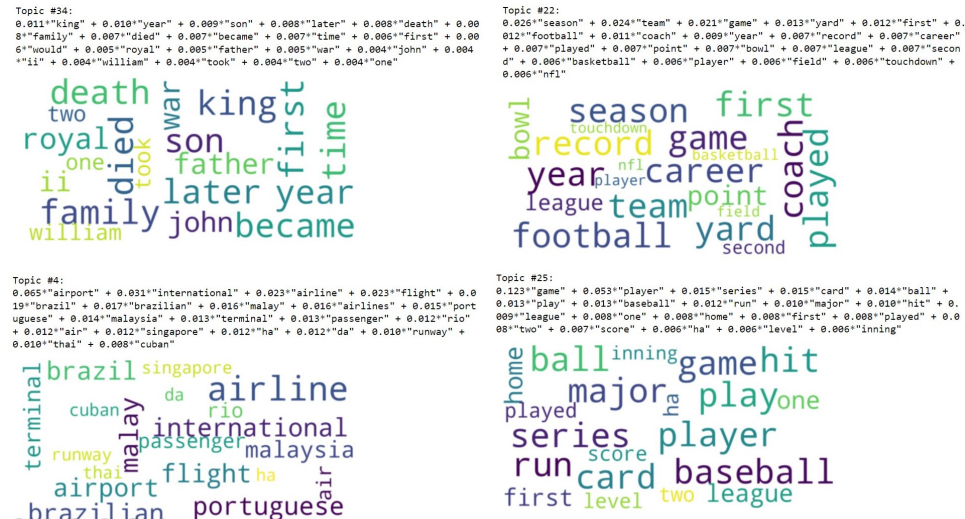 Topic #34:
0.011*"king" + 0.010*"year" + 0.009*"son" + 0.008*"later" + 0.008*"death" + 0.00
8*"family" + 0.007*"died" + 0.007*"became" + 0.007*"time" + 0.006*"first" + 0.00
6*"would" + 0.005*"royal" + 0.005*"father" + 0.005*"war" + 0.004*"john" + 0.004
*"ii" + 0.004*"william" + 0.004*"took" + 0.004*"two" + 0.004*"one"
death
war
king
first
time
two
royal
died
took
son
one
father
ii
later year
family
john
became
william
Topic #22:
0.026*"season" + 0.024*"team" + 0.021*"game" + 0.013*"yard" + 0.012*"first" + 0.
012*"football" + 0.011*"coach" + 0.009*"year" + 0.007*"record" + 0.007*"career"
+ 0.007*"played" + 0.007*"point" + 0.007*"bowl" + 0.007*"league" + 0.007*"secon
d" + 0.006*"basketball" + 0.006*"player" + 0.006*"field" + 0.006*"touchdown" +
0.006*"nfl"
bowl
season
first
touchdown
record
game
coach
played
basketball
nfl
year
player
career
point
league
team
field
football
yard
second
Topic #4:
0.065*"airport" + 0.031*"international" + 0.023*"airline" + 0.023*"flight" + 0.0
19*"brazil" + 0.017*"brazilian" + 0.016*"malay" + 0.016*"airlines" + 0.015*"port
uguese" + 0.014*"malaysia" + 0.013*"terminal" + 0.013*"passenger" + 0.012*"rio"
+ 0.012*"air" + 0.012*"singapore" + 0.012*"ha" + 0.012*"da" + 0.010*"runway" +
0.010*"thai" + 0.008*"cuban"
terminal
brazil
singapore
da
airline
cuban
malay
rio
international
passenger
malaysia
runway
thai
flight
ha
air
airport
portuguese
brazilian
Topic #25:
0.123*"game" + 0.053*"player" + 0.015*"series" + 0.015*"card" + 0.014*"ball" +
0.013*"play" + 0.013*"baseball" + 0.012*"run" + 0.010*"major" + 0.010*"hit" + 0.
009*"league" + 0.008*"one" + 0.008*"home" + 0.008*"first" + 0.008*"played" + 0.0
08*"two" + 0.007*"score" + 0.006*"ha" + 0.006*"level" + 0.006*"inning"
home
ball
inning
game
hit
major
ha
play
one
played
series
player
score
run
card
baseball
first
level
two
league